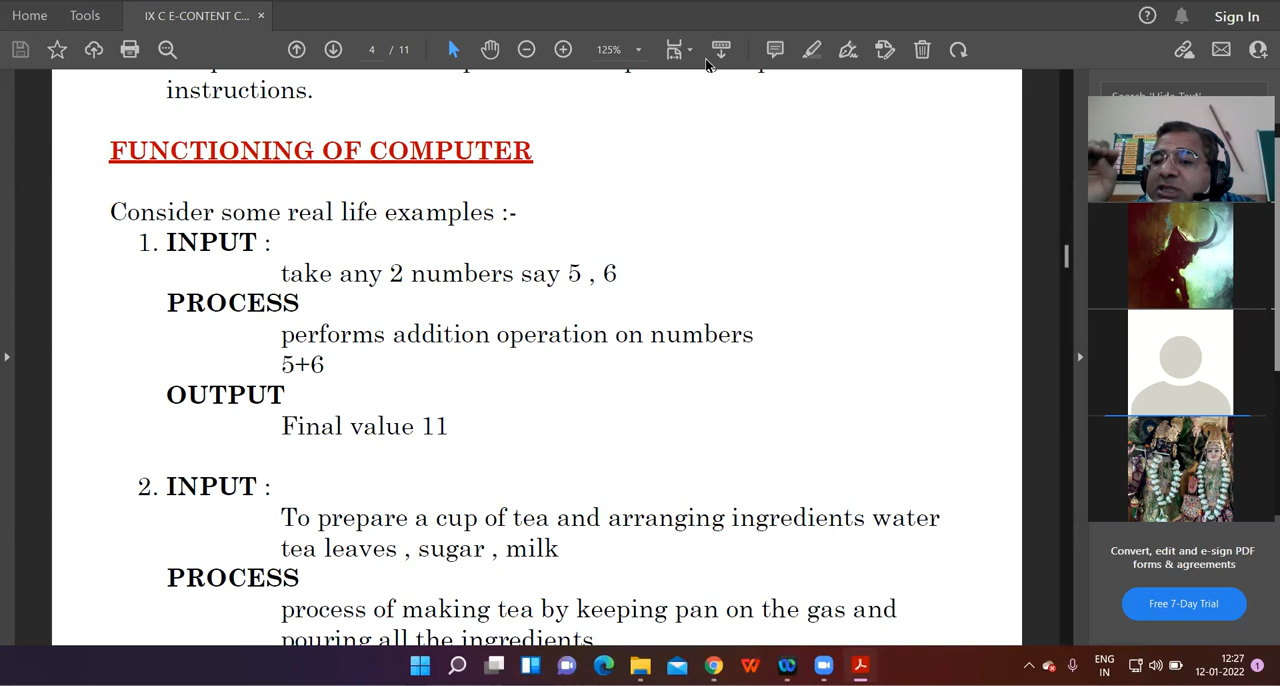 Home Tools IX C E-CONTENT C... × Sign In
4 / 11 125%
instructions.
FUNCTIONING OF COMPUTER
Consider some real life examples :-
1. INPUT :
take any 2 numbers say 5 , 6
PROCESS
performs addition operation on numbers
5+6
OUTPUT
Final value 11
2. INPUT :
To prepare a cup of tea and arranging ingredients water
tea leaves , sugar , milk
PROCESS
process of making tea by keeping pan on the gas and
pouring all the ingredients
Search 'Hide Text'
Convert, edit and e-sign PDF
forms & agreements
Free 7-Day Trial
ENG
IN
12:27
12-01-2022
1